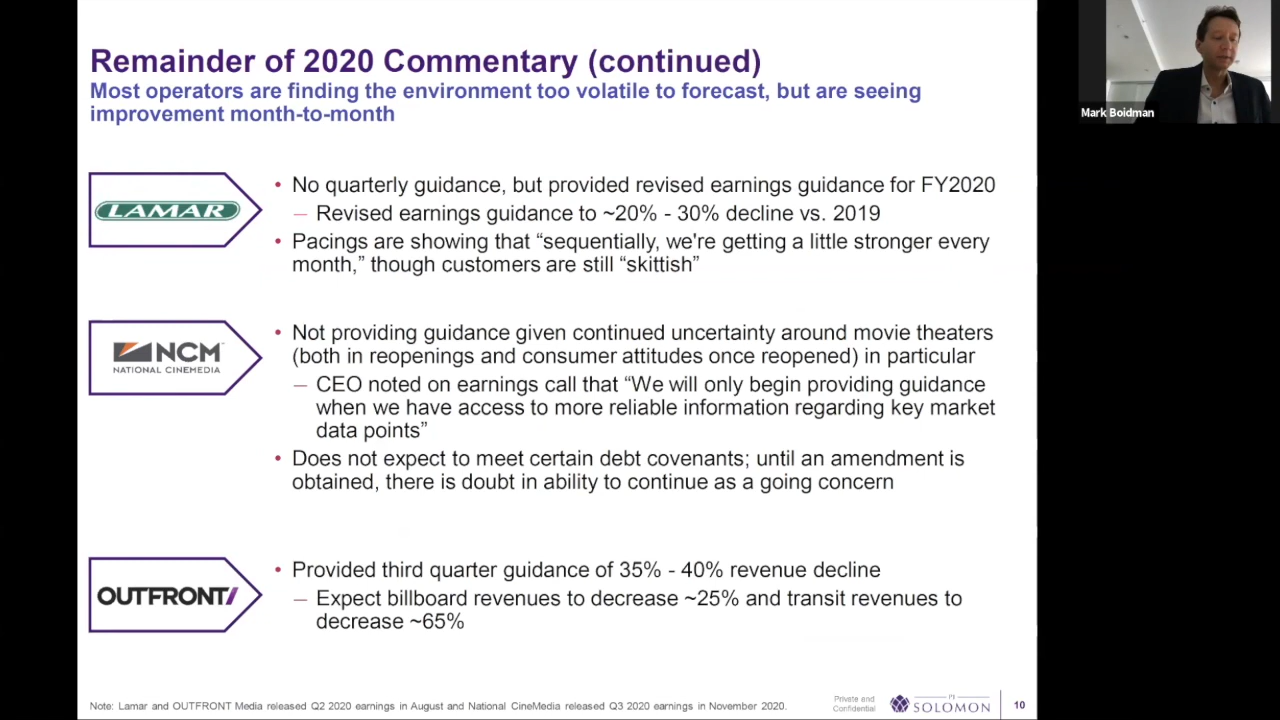 Remainder of 2020 Commentary (continued)
Most operators are finding the environment too volatile to forecast, but are seeing
improvement month-to-month
Mark Boidman
LAMAR
• No quarterly guidance, but provided revised earnings guidance for FY2020
– Revised earnings guidance to ~20% - 30% decline vs. 2019
• Pacings are showing that “sequentially, we're getting a little stronger every
month,” though customers are still “skittish”
NCM
NATIONAL CINEMEDIA
• Not providing guidance given continued uncertainty around movie theaters
(both in reopenings and consumer attitudes once reopened) in particular
– CEO noted on earnings call that “We will only begin providing guidance
when we have access to more reliable information regarding key market
data points”
• Does not expect to meet certain debt covenants; until an amendment is
obtained, there is doubt in ability to continue as a going concern
OUTFRONT/
• Provided third quarter guidance of 35% - 40% revenue decline
– Expect billboard revenues to decrease ~25% and transit revenues to
decrease ~65%
Note: Lamar and OUTFRONT Media released Q2 2020 earnings in August and National CineMedia released Q3 2020 earnings in November 2020.
Private and
Confidential
PJ
SOLOMON
10